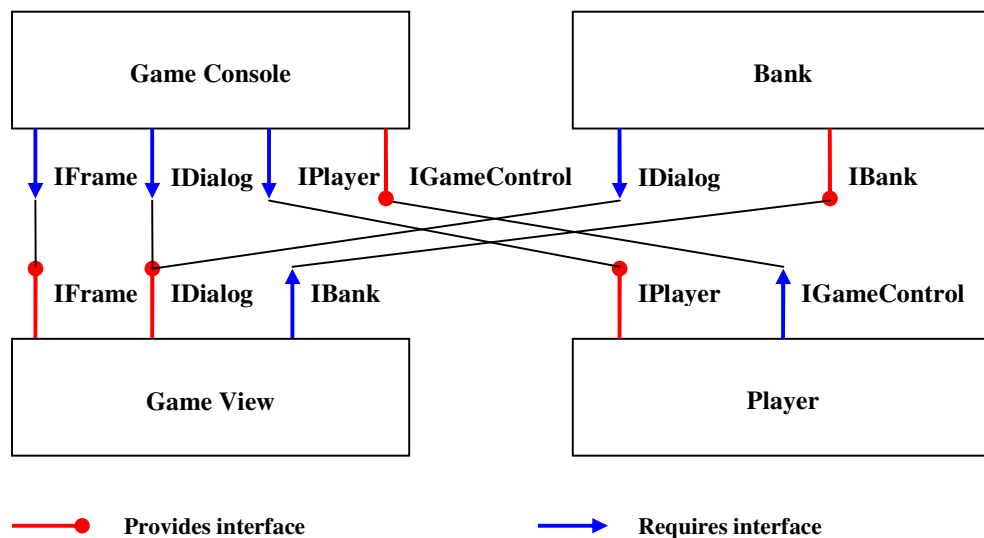 Game Console
Bank
IFrame
IDialog
IPlayer
IGameControl
IDialog
IBank
IFrame
IDialog
IBank
IPlayer
IGameControl
Game View
Player
Provides interface
Requires interface